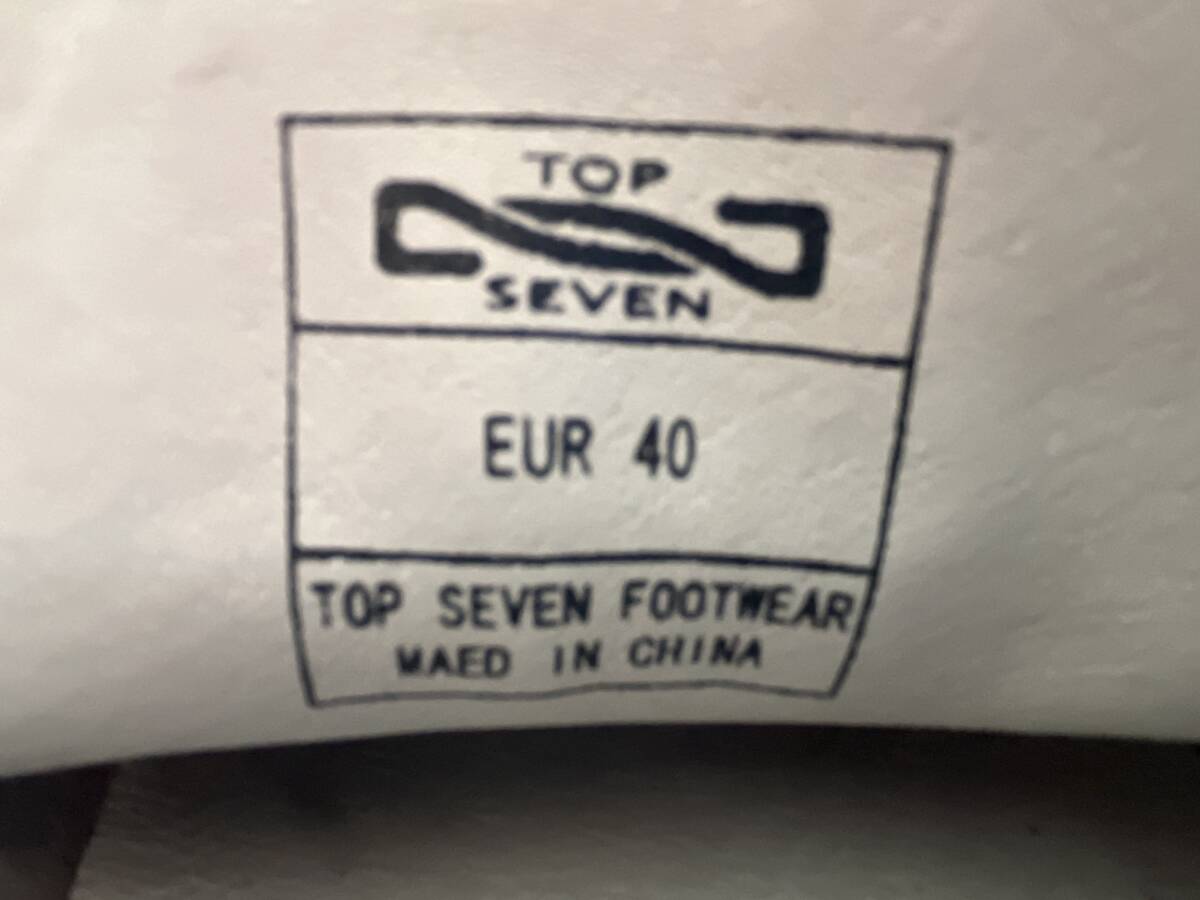 TOP
SEVEN
EUR 40
TOP SEVEN FOOTWEAR
MAED IN CHINA